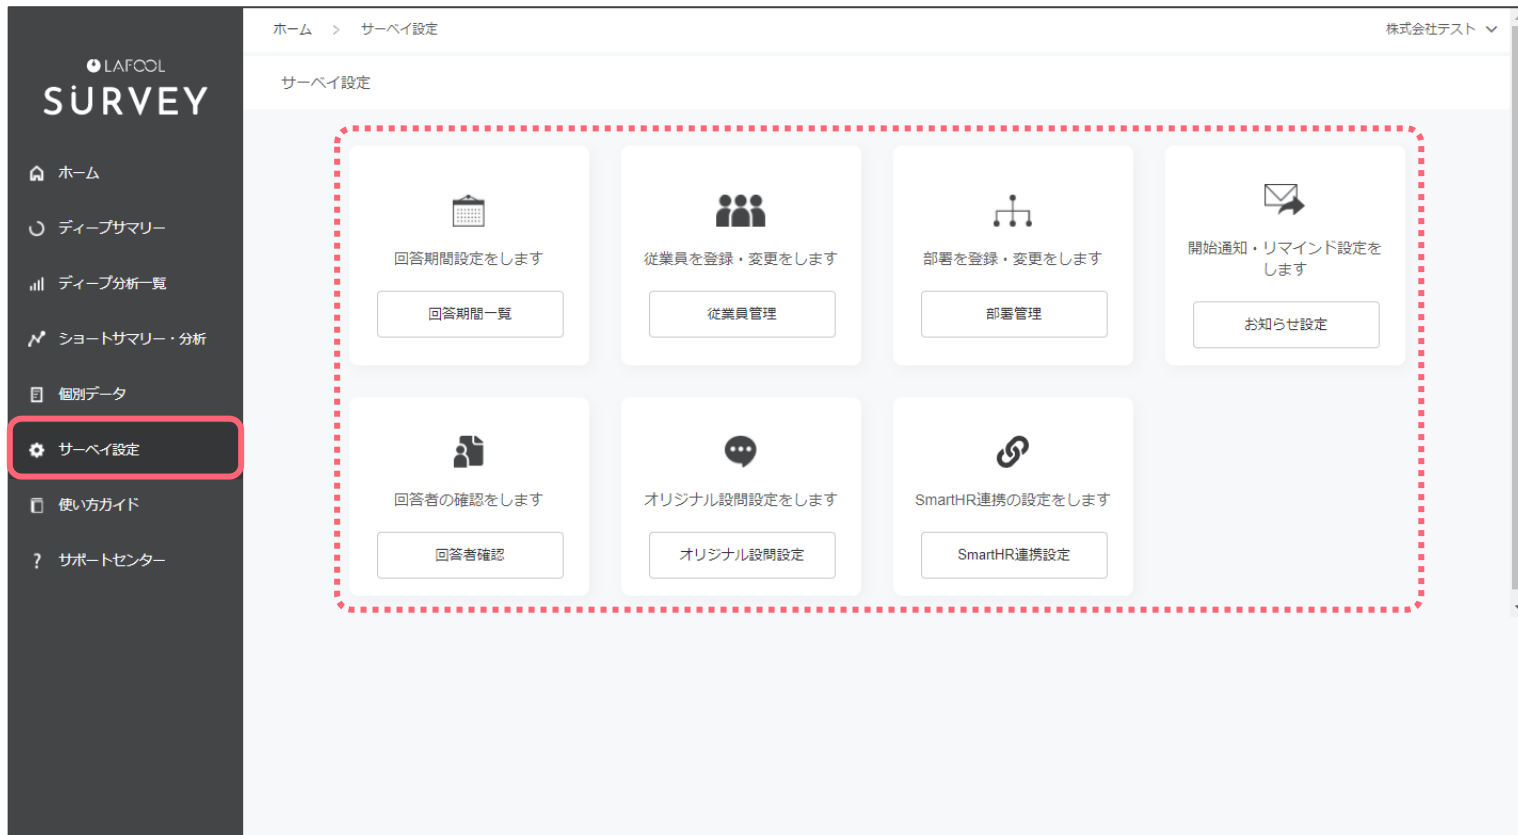 LAFOOL
SURVEY
ホーム
ディープサマリー
ディープ分析一覧
ショートサマリー・分析
個別データ
サーベイ設定
使い方ガイド
? サポートセンター
ホーム > サーベイ設定
株式会社テスト
サーベイ設定
回答期間設定をします
回答期間一覧
従業員を登録・変更をします
従業員管理
部署を登録・変更をします
部署管理
開始通知・リマインド設定を
します
お知らせ設定
回答者の確認をします
回答者確認
オリジナル設問設定をします
オリジナル設問設定
SmartHR連携の設定をします
SmartHR連携設定